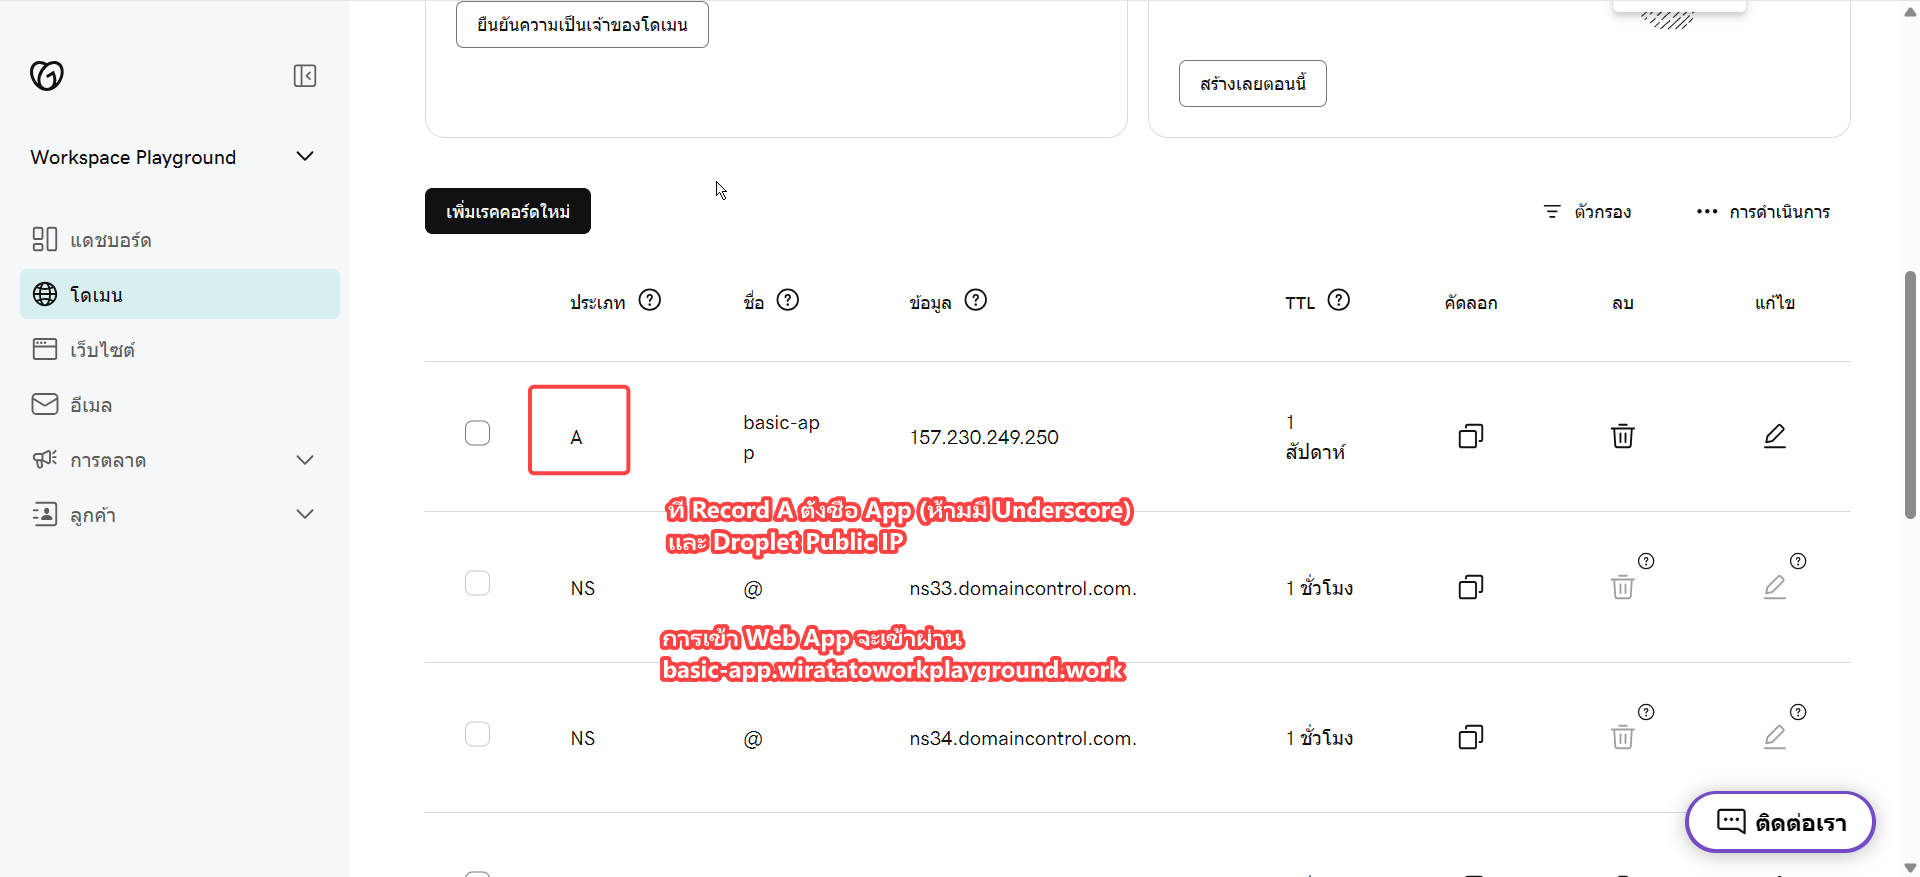 ยืนยันความเป็นเจ้าของโดเมน
สร้างเลยตอนนี้
Workspace Playground
แดชบอร์ด
โดเมน
เว็บไซต์
อีเมล
การตลาด
ลูกค้า
เพิ่มเรคคอร์ดใหม่
ตัวกรอง
การดำเนินการ
ประเภท ชื่อ ข้อมูล TTL คัดลอก ลบ แก้ไข
A basic-ap
p 157.230.249.250 1
สัปดาห์
ที่ Record A ตั้งชื่อ App (ห้ามมี Underscore)
และ Droplet Public IP
NS @ ns33.domaincontrol.com. 1 ชั่วโมง
การเข้า Web App จะเข้าผ่าน
basic-app.wiratatoworkplayground.work
NS @ ns34.domaincontrol.com. 1 ชั่วโมง
ติดต่อเรา